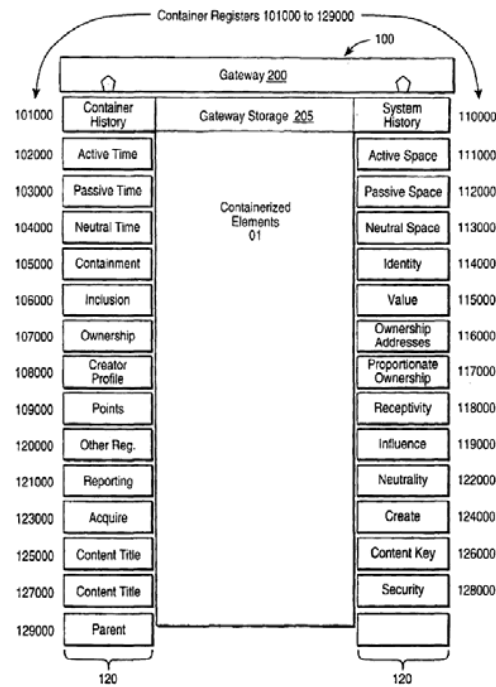 Container Registers 101000 to 129000
100
Gateway 200
101000 Container History Gateway Storage 205 System History 110000
102000 Active Time Active Space 111000
103000 Passive Time Passive Space 112000
Containerized
Elements
01
104000 Neutral Time Neutral Space 113000
105000 Containment Identity 114000
106000 Inclusion Value 115000
107000 Ownership Ownership Addresses 116000
108000 Creator Profile Proportionate Ownership 117000
109000 Points Receptivity 118000
120000 Other Reg. Influence 119000
121000 Reporting Neutrality 122000
123000 Acquire Create 124000
125000 Content Title Content Key 126000
127000 Content Title Security 128000
129000 Parent
120 120